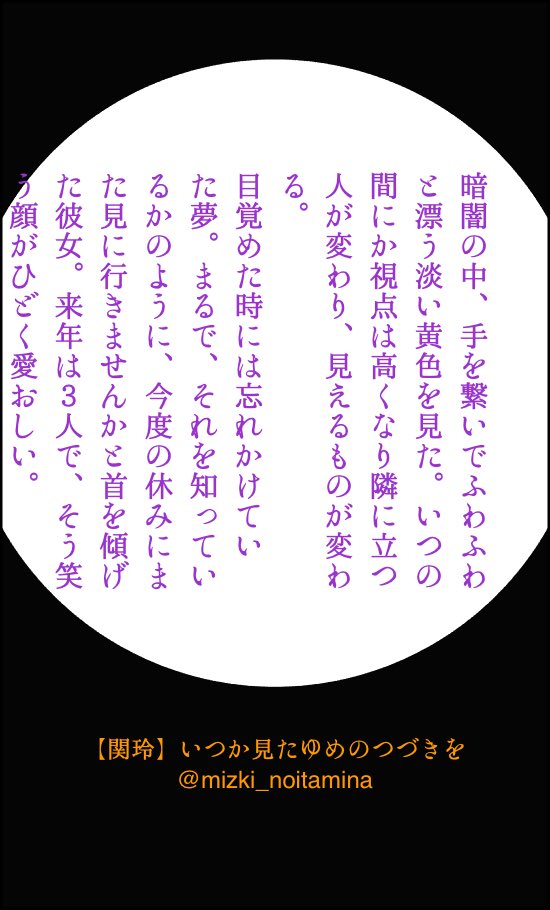 暗闇の中、手を繋いでふわふわ
と漂う淡い黄色を見た。いつの
間にか視点は高くなり隣に立つ
人が変わり、見えるものが変わ
る。
目覚めた時には忘れかけてい
た夢。まるで、それを知ってい
るかのように、今度の休みにま
た見に行きませんかと首を傾げ
た彼女。来年は３人で、そう笑
う顔がひどく愛おしい。
【関玲】いつか見たゆめのつづきを
@mizki_noitamina